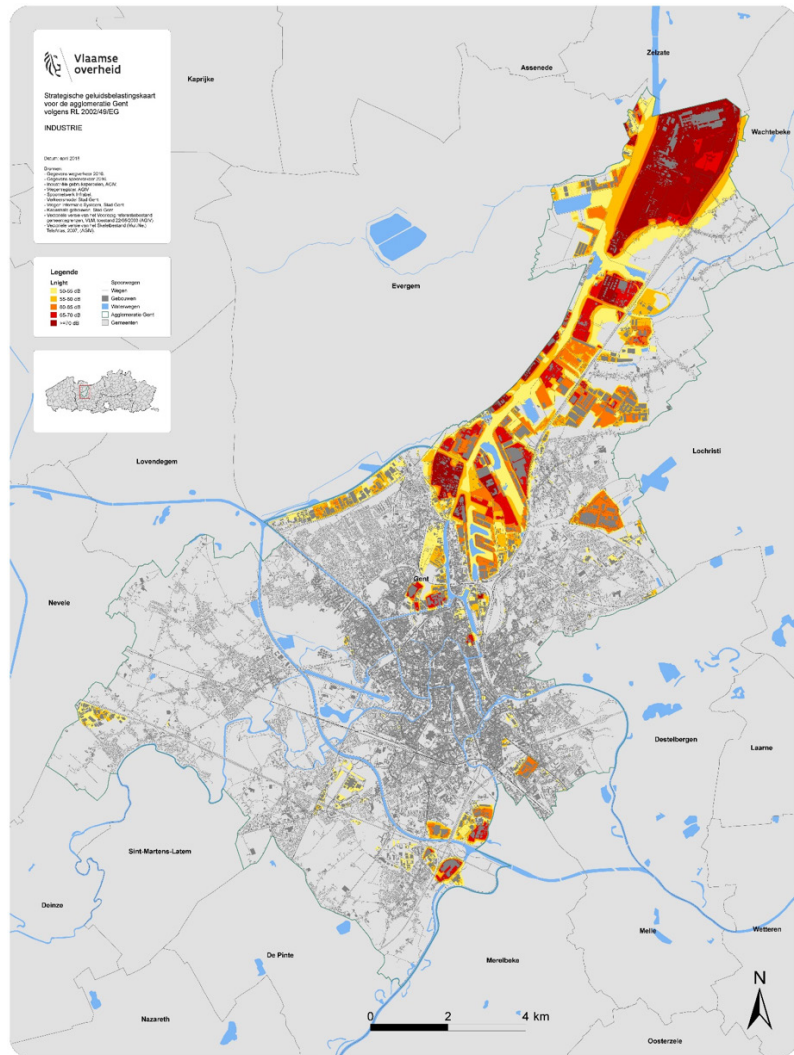 Vlaamse
overheid
Strategische geluidsbelastingskaart
voor de agglomeratie Gent
volgens RL 2002/49/EG
INDUSTRIE
Legende
Lnight
50-55 dB
55-60 dB
60-65 dB
65-70 dB
>=70 dB
Spoorwegen
Wegen
Gebouwen
Waterwegen
Agglomeratie Gent
Gemeenten
Zelzate
Assenede
Kaprijke
Wachtebeke
Evergem
Lovendegem
Lochristi
Gent
Nevele
Destelbergen
Laarne
Sint-Martens-Latem
Deinze
Melle
Wetteren
De Pinte
Merelbeke
Nazareth
Oosterzele
N
0 2 4 km